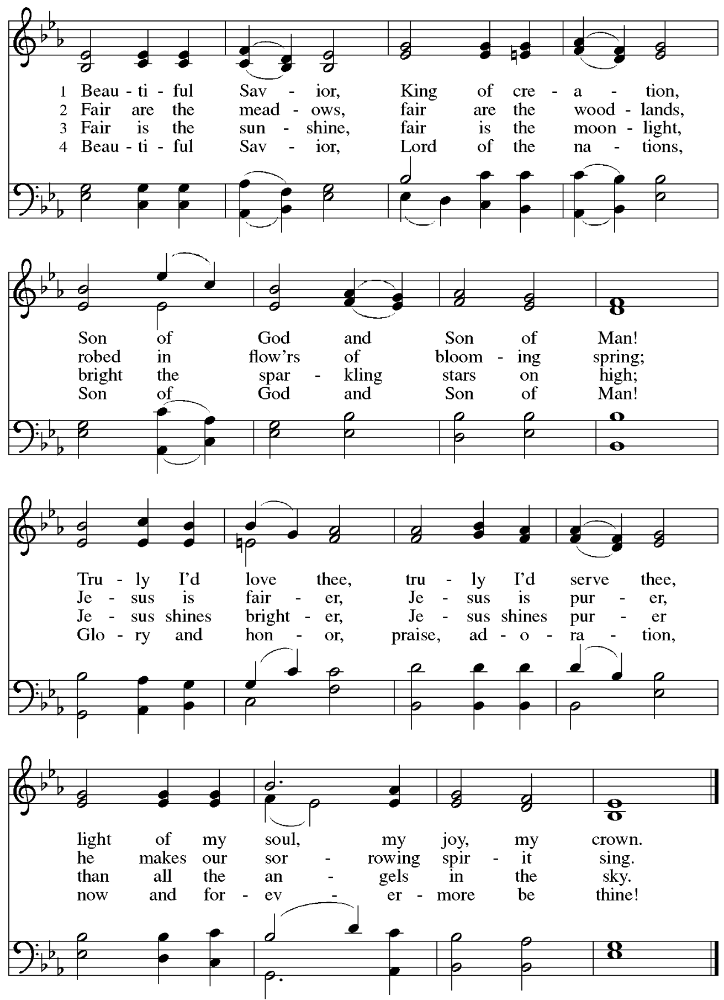 1 Beau - ti - ful Sav - ior, King of cre - a - tion,
2 Fair are the mead - ows, fair are the wood - lands,
3 Fair is the sun - shine, fair is the moon - light,
4 Beau - ti - ful Sav - ior, Lord of the na - tions,
Son of God and Son of Man!
robed in flow'rs of bloom - ing spring;
bright the spar - kling stars on high;
Son of God and Son of Man!
Tru - ly I'd love thee, tru - ly I'd serve thee,
Je - sus is fair - er, Je - sus is pur - er,
Je - sus shines bright - er, Je - sus shines pur - er
Glo - ry and hon - or, praise, ad - o - ra - tion,
light of my soul, my joy, my crown.
he makes our sor - rowing spir - it sing.
than all the an - gels in the sky.
now and for - ev - er - more be thine!